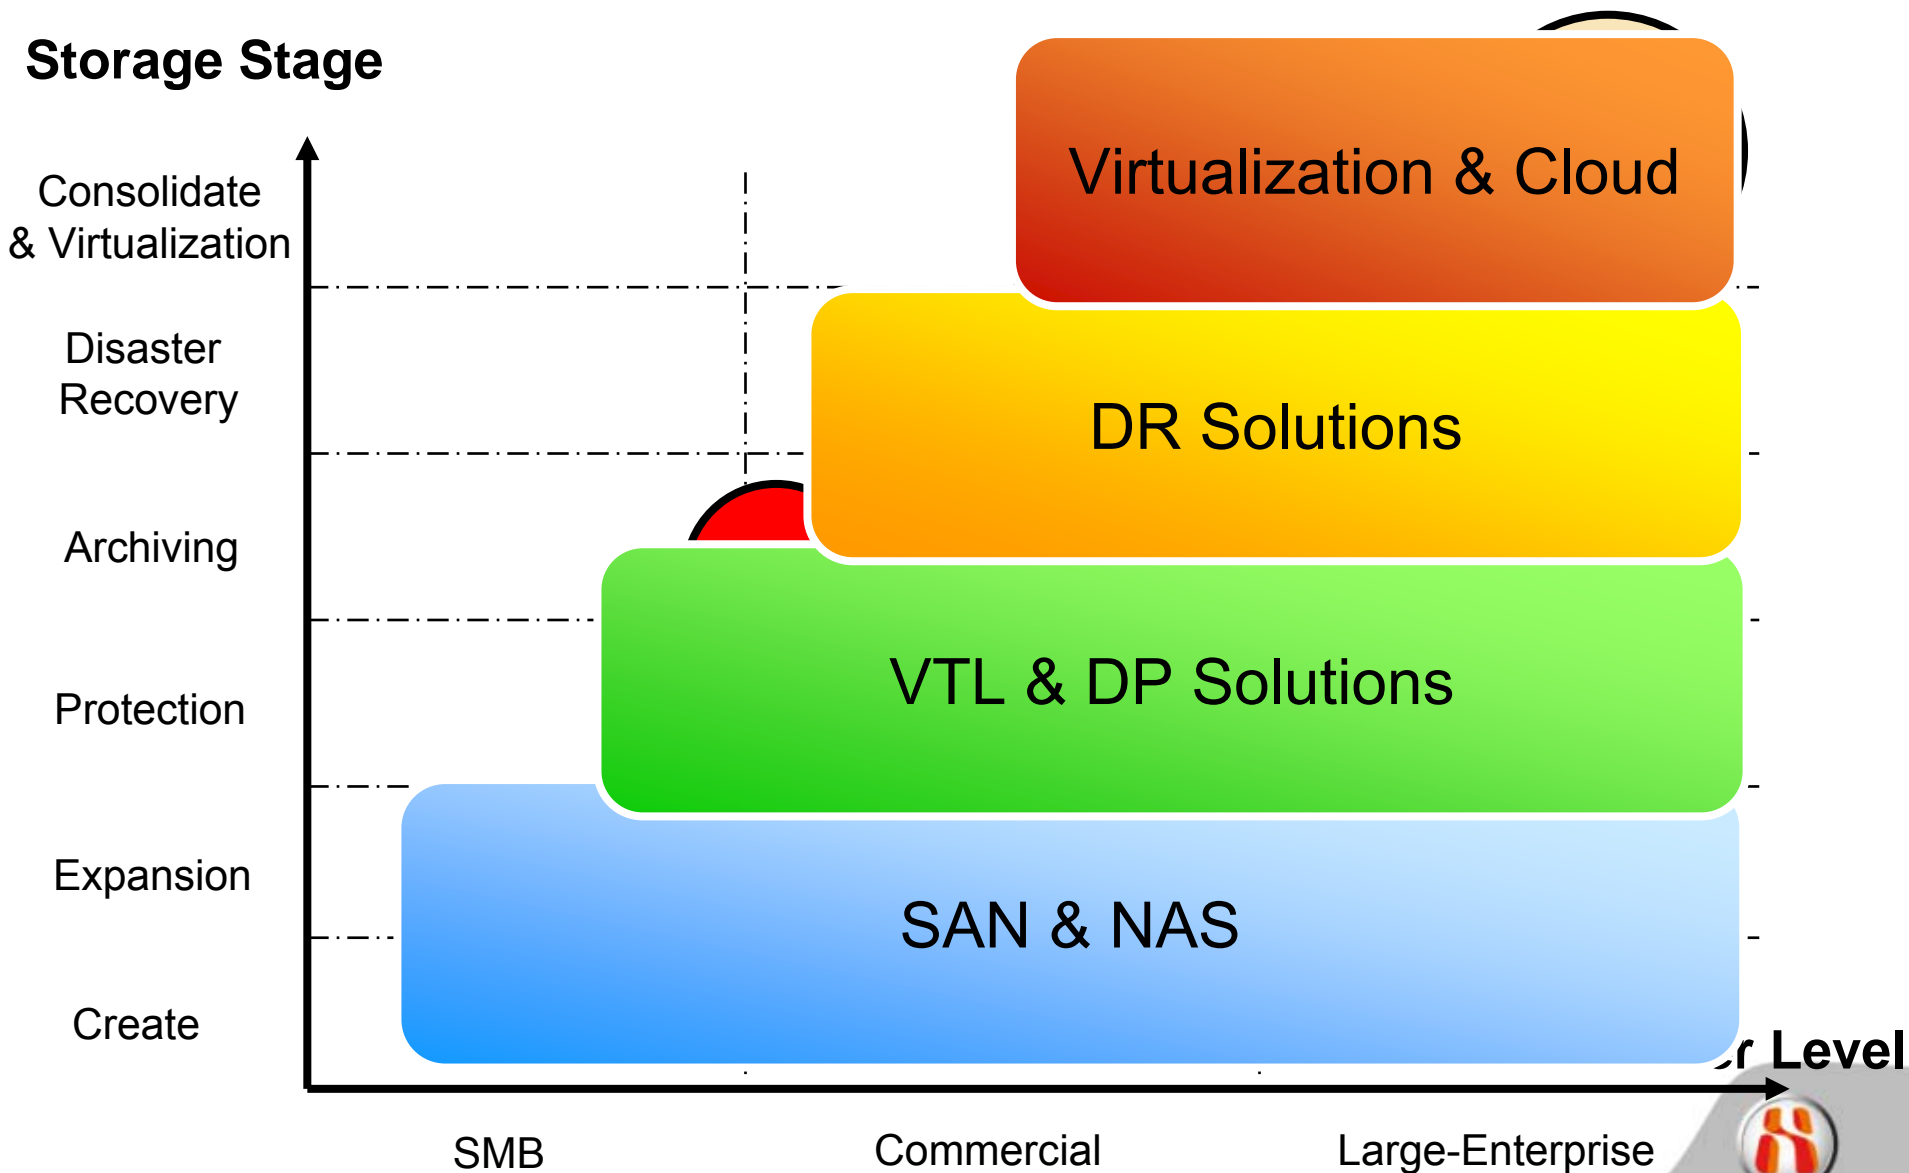 Storage Stage
Virtualization & Cloud
Consolidate
& Virtualization
Disaster
Recovery
DR Solutions
Archiving
VTL & DP Solutions
Protection
Expansion
SAN & NAS
Create
Level
SMB
Commercial
Large-Enterprise